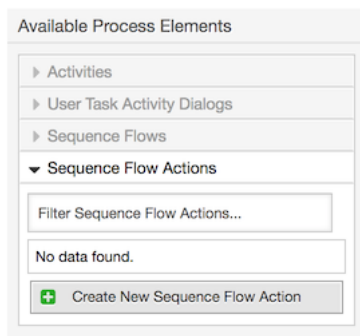 Available Process Elements
Activities
User Task Activity Dialogs
Sequence Flows
Sequence Flow Actions
Filter Sequence Flow Actions...
No data found.
Create New Sequence Flow Action